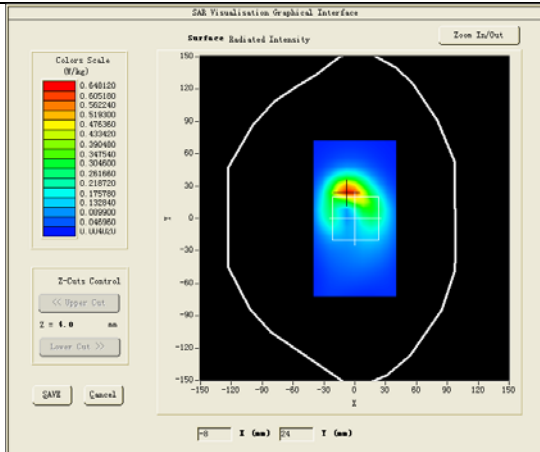 SAR Visualisation Graphical Interface
Surface Radiated Intensity
Zoom In/Out
Colors Scale
(W/kg)
0.648120
0.605180
0.562240
0.519300
0.476360
0.433420
0.390480
0.347540
0.304600
0.261660
0.218720
0.175780
0.132840
0.089900
0.046960
0.004020
150
120
90
60
30
0
-30
-60
-90
-120
-150
Y
-150 -120 -90 -60 -30 0 30 60 90 120 150
X
Z-Cuts Control
<< Upper Cut
Z = 4.0 mm
Lower Cut >>
SAVE Cancel
-8 X (mm) 24 Y (mm)